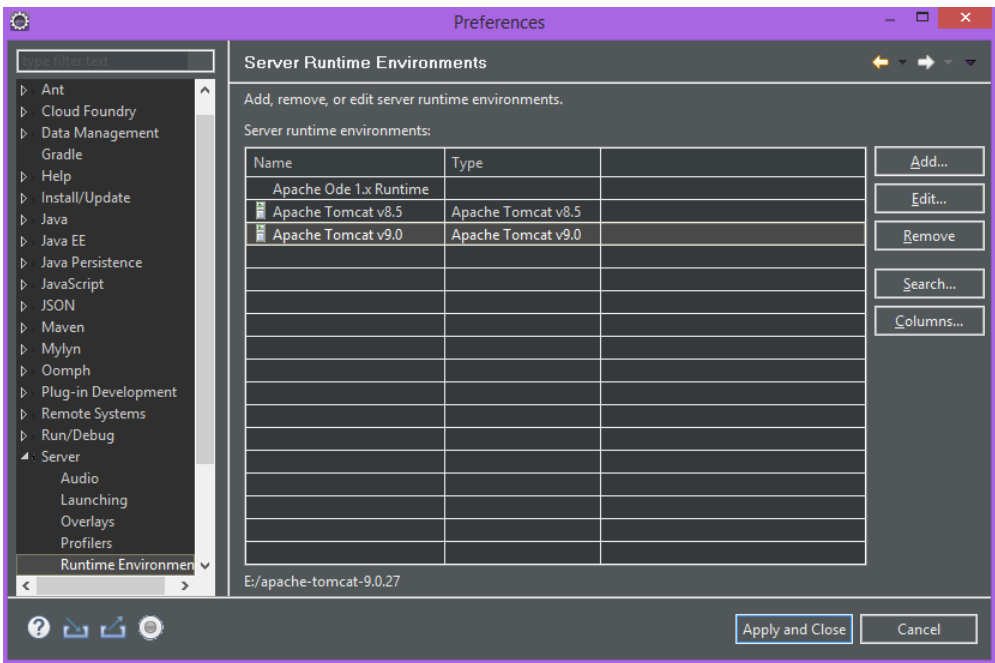 Preferences
type filter text
Ant
Cloud Foundry
Data Management
Gradle
Help
Install/Update
Java
Java EE
Java Persistence
JavaScript
JSON
Maven
Mylyn
Oomph
Plug-in Development
Remote Systems
Run/Debug
Server
Audio
Launching
Overlays
Profilers
Runtime Environmen
Server Runtime Environments
Add, remove, or edit server runtime environments.
Server runtime environments:
Name Type
Apache Ode 1.x Runtime
Apache Tomcat v8.5 Apache Tomcat v8.5
Apache Tomcat v9.0 Apache Tomcat v9.0
E:/apache-tomcat-9.0.27
Add...
Edit...
Remove
Search...
Columns...
Apply and Close Cancel